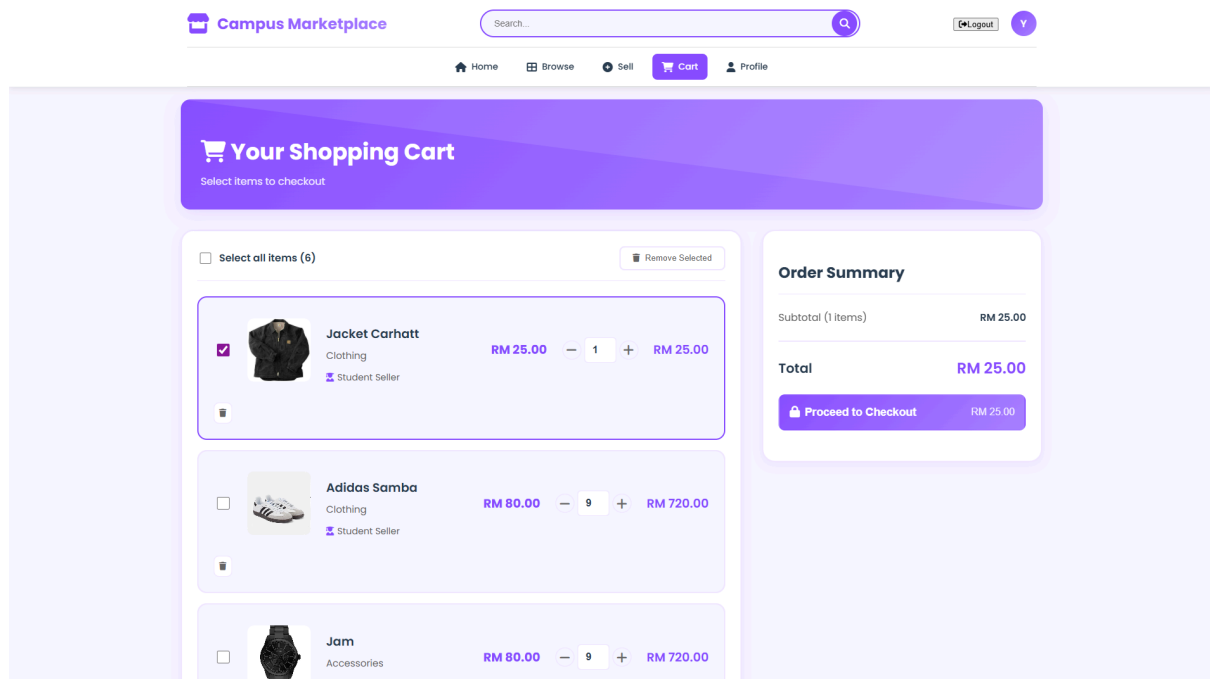 Campus Marketplace
Search...
Logout
Y
Home
Browse
Sell
Cart
Profile
Your Shopping Cart
Select items to checkout
Select all items (6)
Remove Selected
Jacket Carhatt
Clothing
Student Seller
RM 25.00
1
RM 25.00
Adidas Samba
Clothing
Student Seller
RM 80.00
9
RM 720.00
Jam
Accessories
RM 80.00
9
RM 720.00
Order Summary
Subtotal (1 items) RM 25.00
Total RM 25.00
Proceed to Checkout RM 25.00